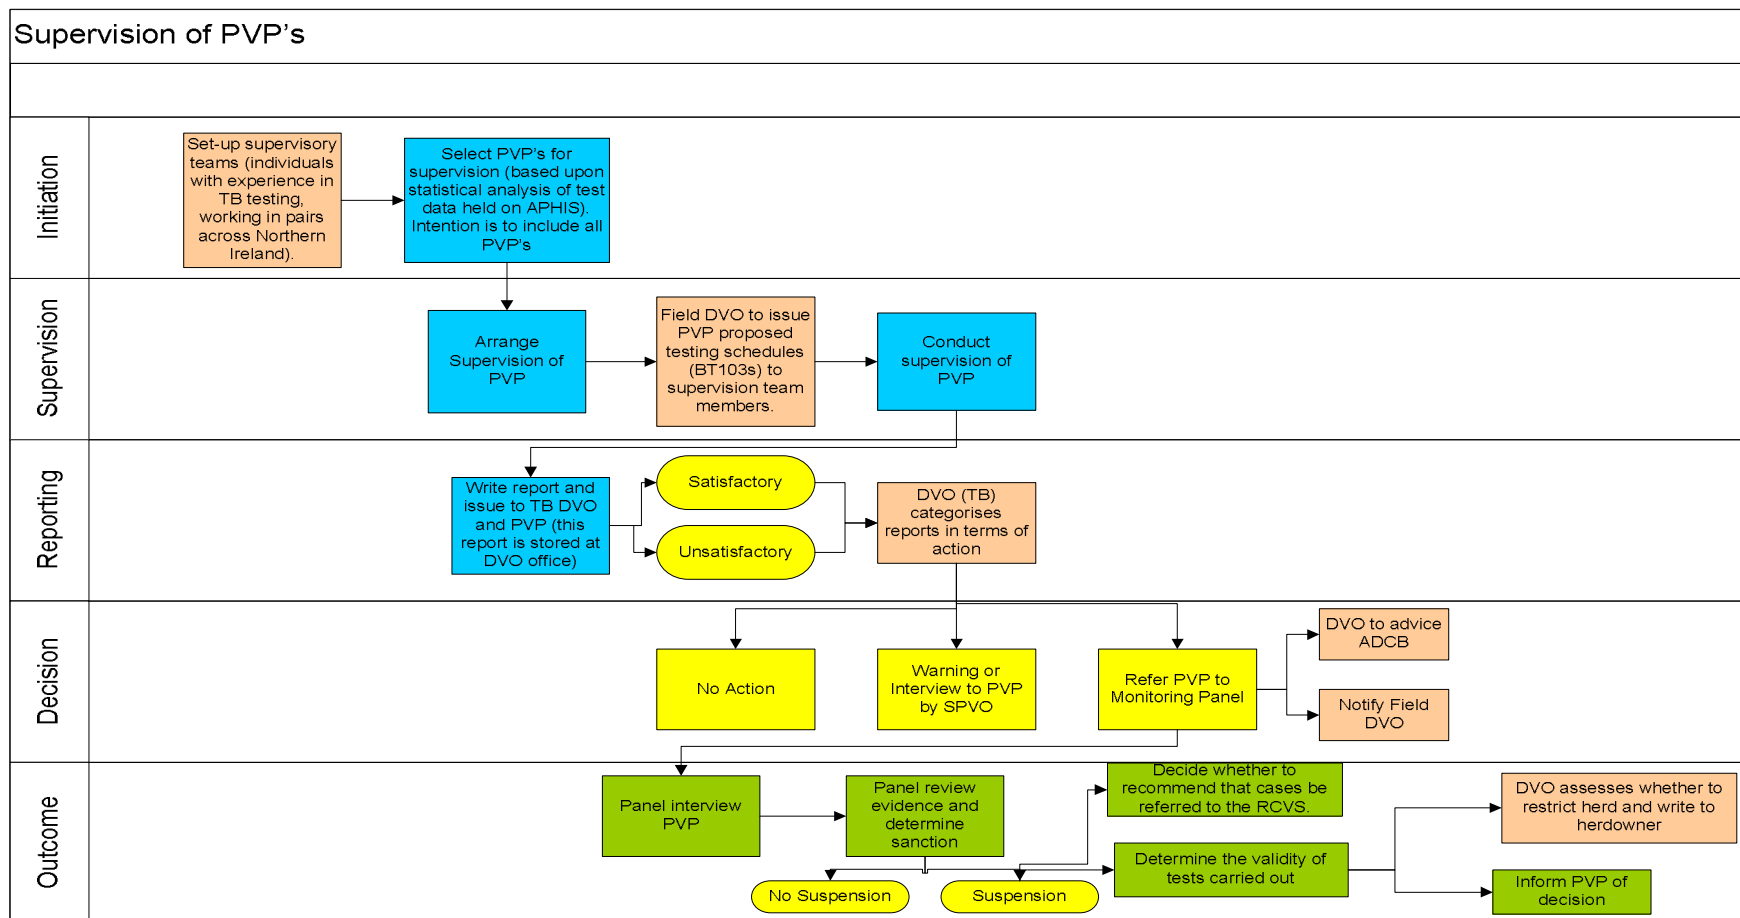 Supervision of PVP's
Initiation
Set-up supervisory
teams (individuals
with experience in
TB testing,
working in pairs
across Northern
Ireland).
Select PVP's for
supervision (based upon
statistical analysis of test
data held on APHIS).
Intention is to include all
PVP's
Supervision
Arrange
Supervision of
PVP
Field DVO to issue
PVP proposed
testing schedules
(BT103s) to
supervision team
members.
Conduct
supervision of
PVP
Reporting
Write report and
issue to TB DVO
and PVP (this
report is stored at
DVO office)
Satisfactory
Unsatisfactory
DVO (TB)
categorises
reports in terms of
action
Decision
No Action
Warning or
Interview to PVP
by SPVO
Refer PVP to
Monitoring Panel
DVO to advice
ADCB
Notify Field
DVO
Outcome
Panel interview
PVP
Panel review
evidence and
determine
sanction
No Suspension
Suspension
Decide whether to
recommend that cases be
referred to the RCVS.
Determine the validity of
tests carried out
DVO assesses whether to
restrict herd and write to
herdowner
Inform PVP of
decision